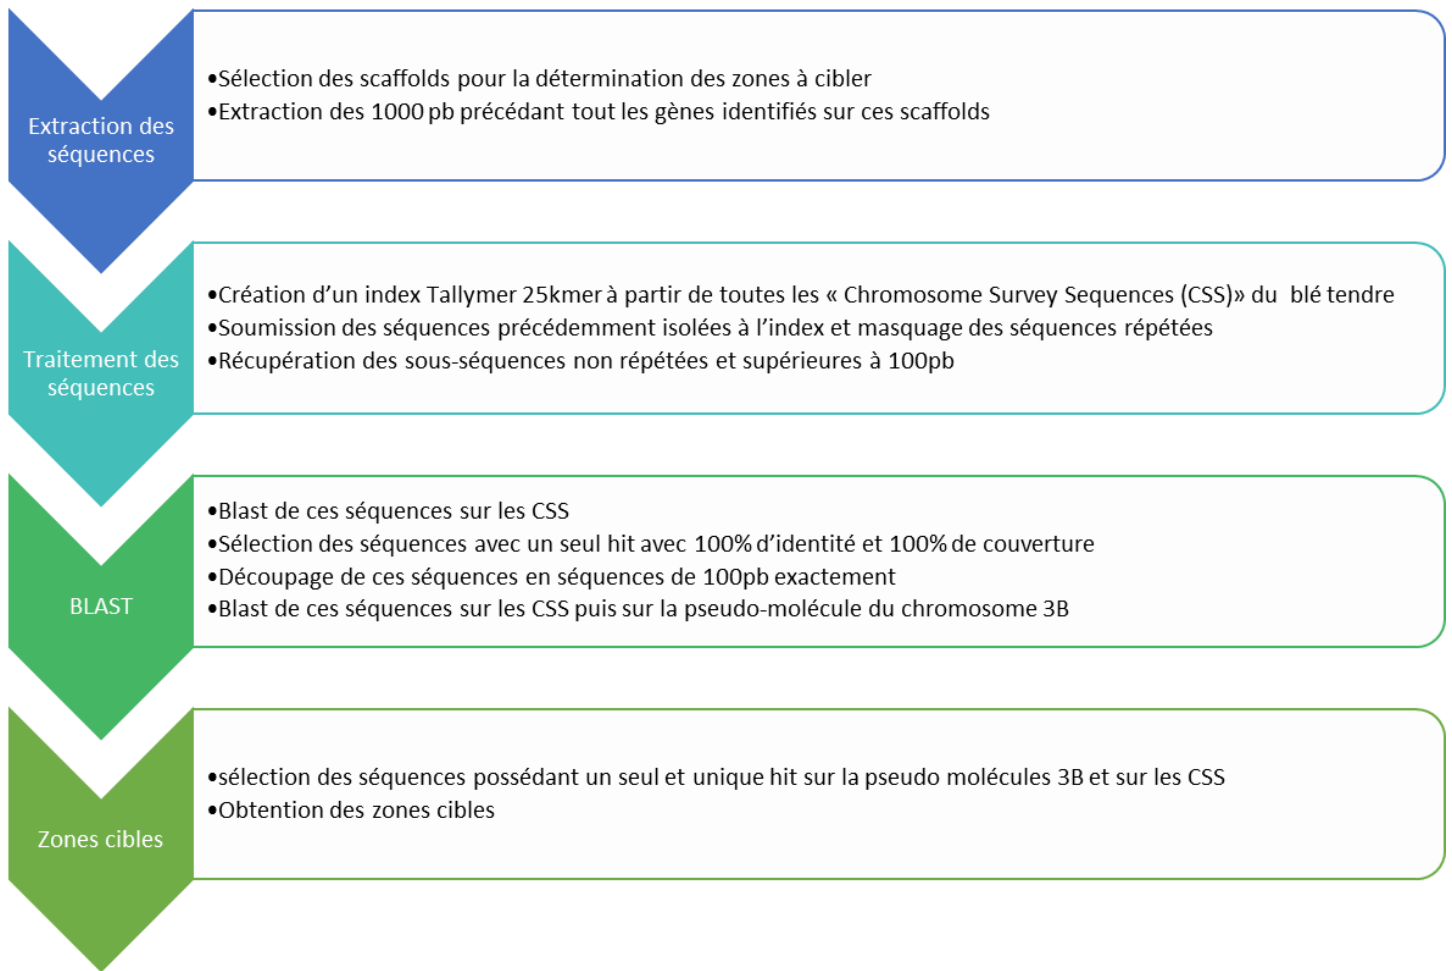 Extraction des
séquences
•Sélection des scaffolds pour la détermination des zones à cibler
•Extraction des 1000 pb précédant tout les gènes identifiés sur ces scaffolds
Traitement des
séquences
•Création d’un index Tallymer 25kmer à partir de toutes les « Chromosome Survey Sequences (CSS)» du blé tendre
•Soumission des séquences précédemment isolées à l’index et masquage des séquences répétées
•Récupération des sous-séquences non répétées et supérieures à 100pb
BLAST
•Blast de ces séquences sur les CSS
•Sélection des séquences avec un seul hit avec 100% d’identité et 100% de couverture
•Découpage de ces séquences en séquences de 100pb exactement
•Blast de ces séquences sur les CSS puis sur la pseudo-molécule du chromosome 3B
Zones cibles
•sélection des séquences possédant un seul et unique hit sur la pseudo molécules 3B et sur les CSS
•Obtention des zones cibles